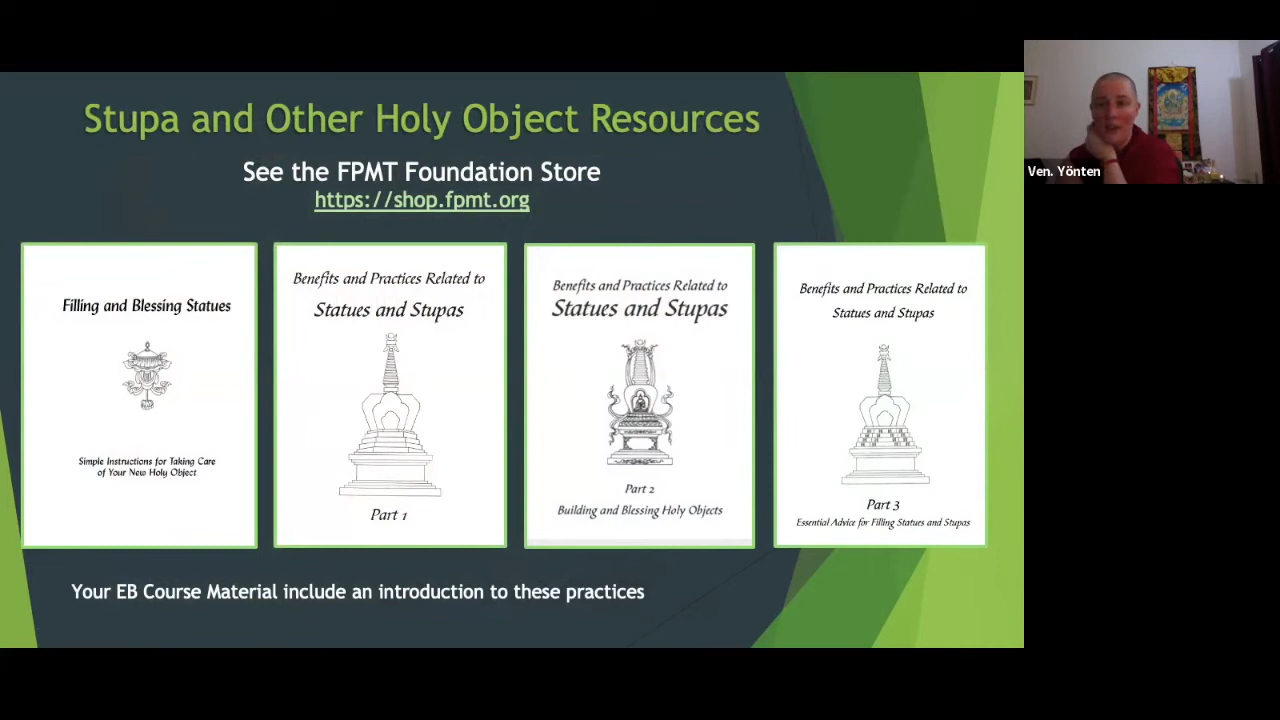 Stupa and Other Holy Object Resources
See the FPMT Foundation Store
https://shop.fpmt.org
Filling and Blessing Statues
Simple Instructions for Taking Care
of Your New Holy Object
Benefits and Practices Related to
Statues and Stupas
Part 1
Benefits and Practices Related to
Statues and Stupas
Part 2
Building and Blessing Holy Objects
Benefits and Practices Related to
Statues and Stupas
Part 3
Essential Advice for Filling Statues and Stupas
Your EB Course Material include an introduction to these practices
Ven. Yönten